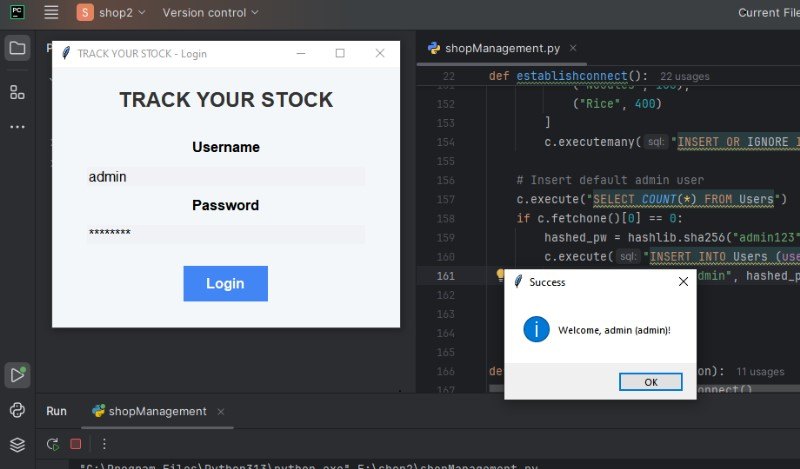 PC
S shop2 Version control Current File
TRACK YOUR STOCK - Login
TRACK YOUR STOCK
Username
admin
Password
********
Login
shopManagement.py
22 def establishconnect(): 22 usages
152 ("Rice", 400)
153 ]
154 c.executemany( sql: "INSERT OR IGNORE I
155
156 # Insert default admin user
157 c.execute("SELECT COUNT(*) FROM Users")
158 if c.fetchone()[0] == 0:
159 hashed_pw = hashlib.sha256("admin123"
160 c.execute( sql: "INSERT INTO Users (use
161 dmin", hashed_p
162
163
164
165
166 de on): 11 usages
167 nnect()
Success
Welcome, admin (admin)!
OK
Run shopManagement
"C:\Program Files\Python313\python.exe" E:\shop2\shopManagement.py